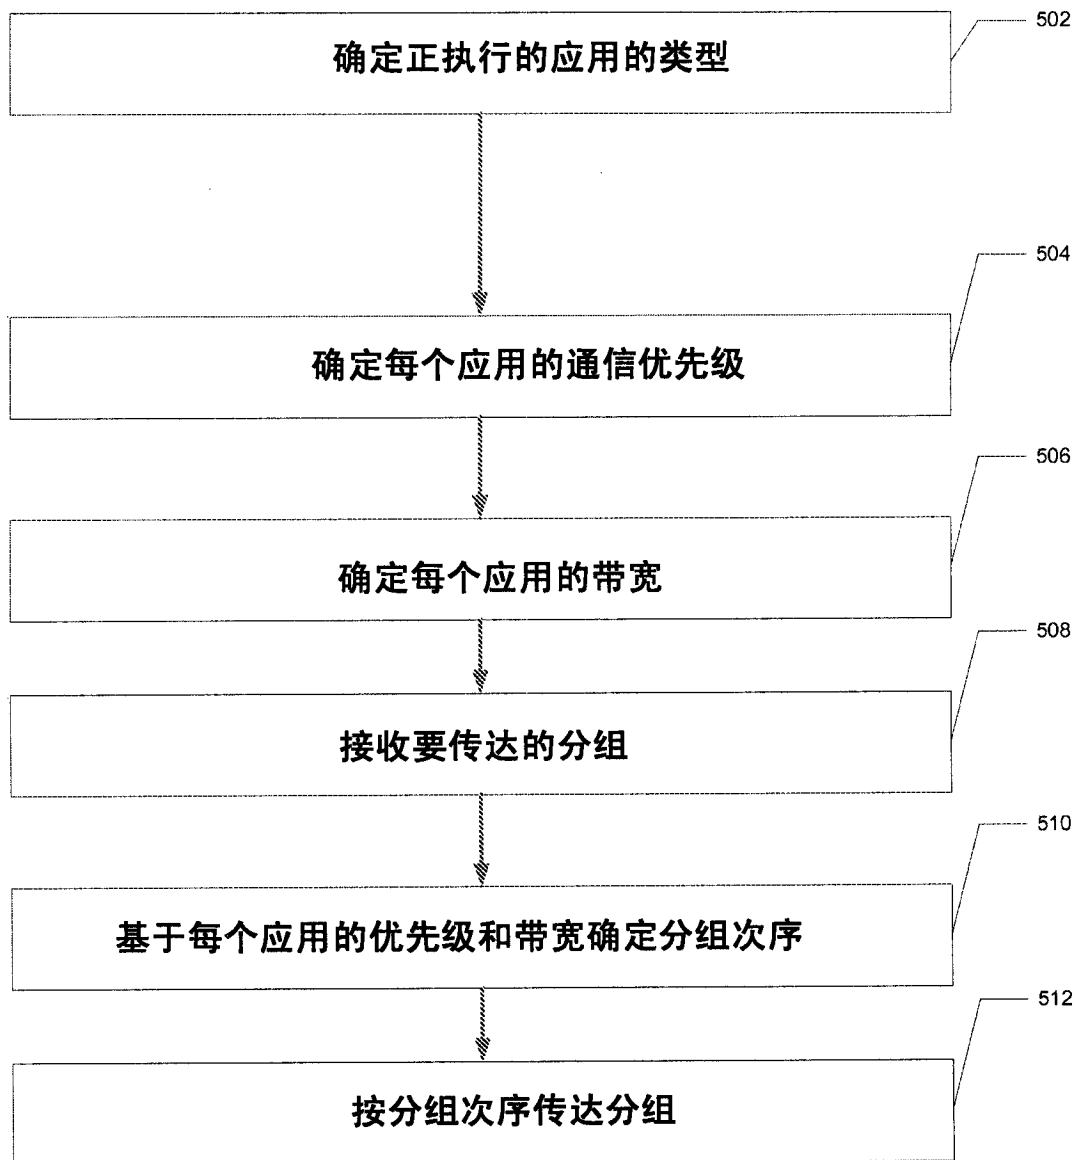 502
确定正执行的应用的类型
504
确定每个应用的通信优先级
506
确定每个应用的带宽
508
接收要传达的分组
510
基于每个应用的优先级和带宽确定分组次序
512
按分组次序传达分组